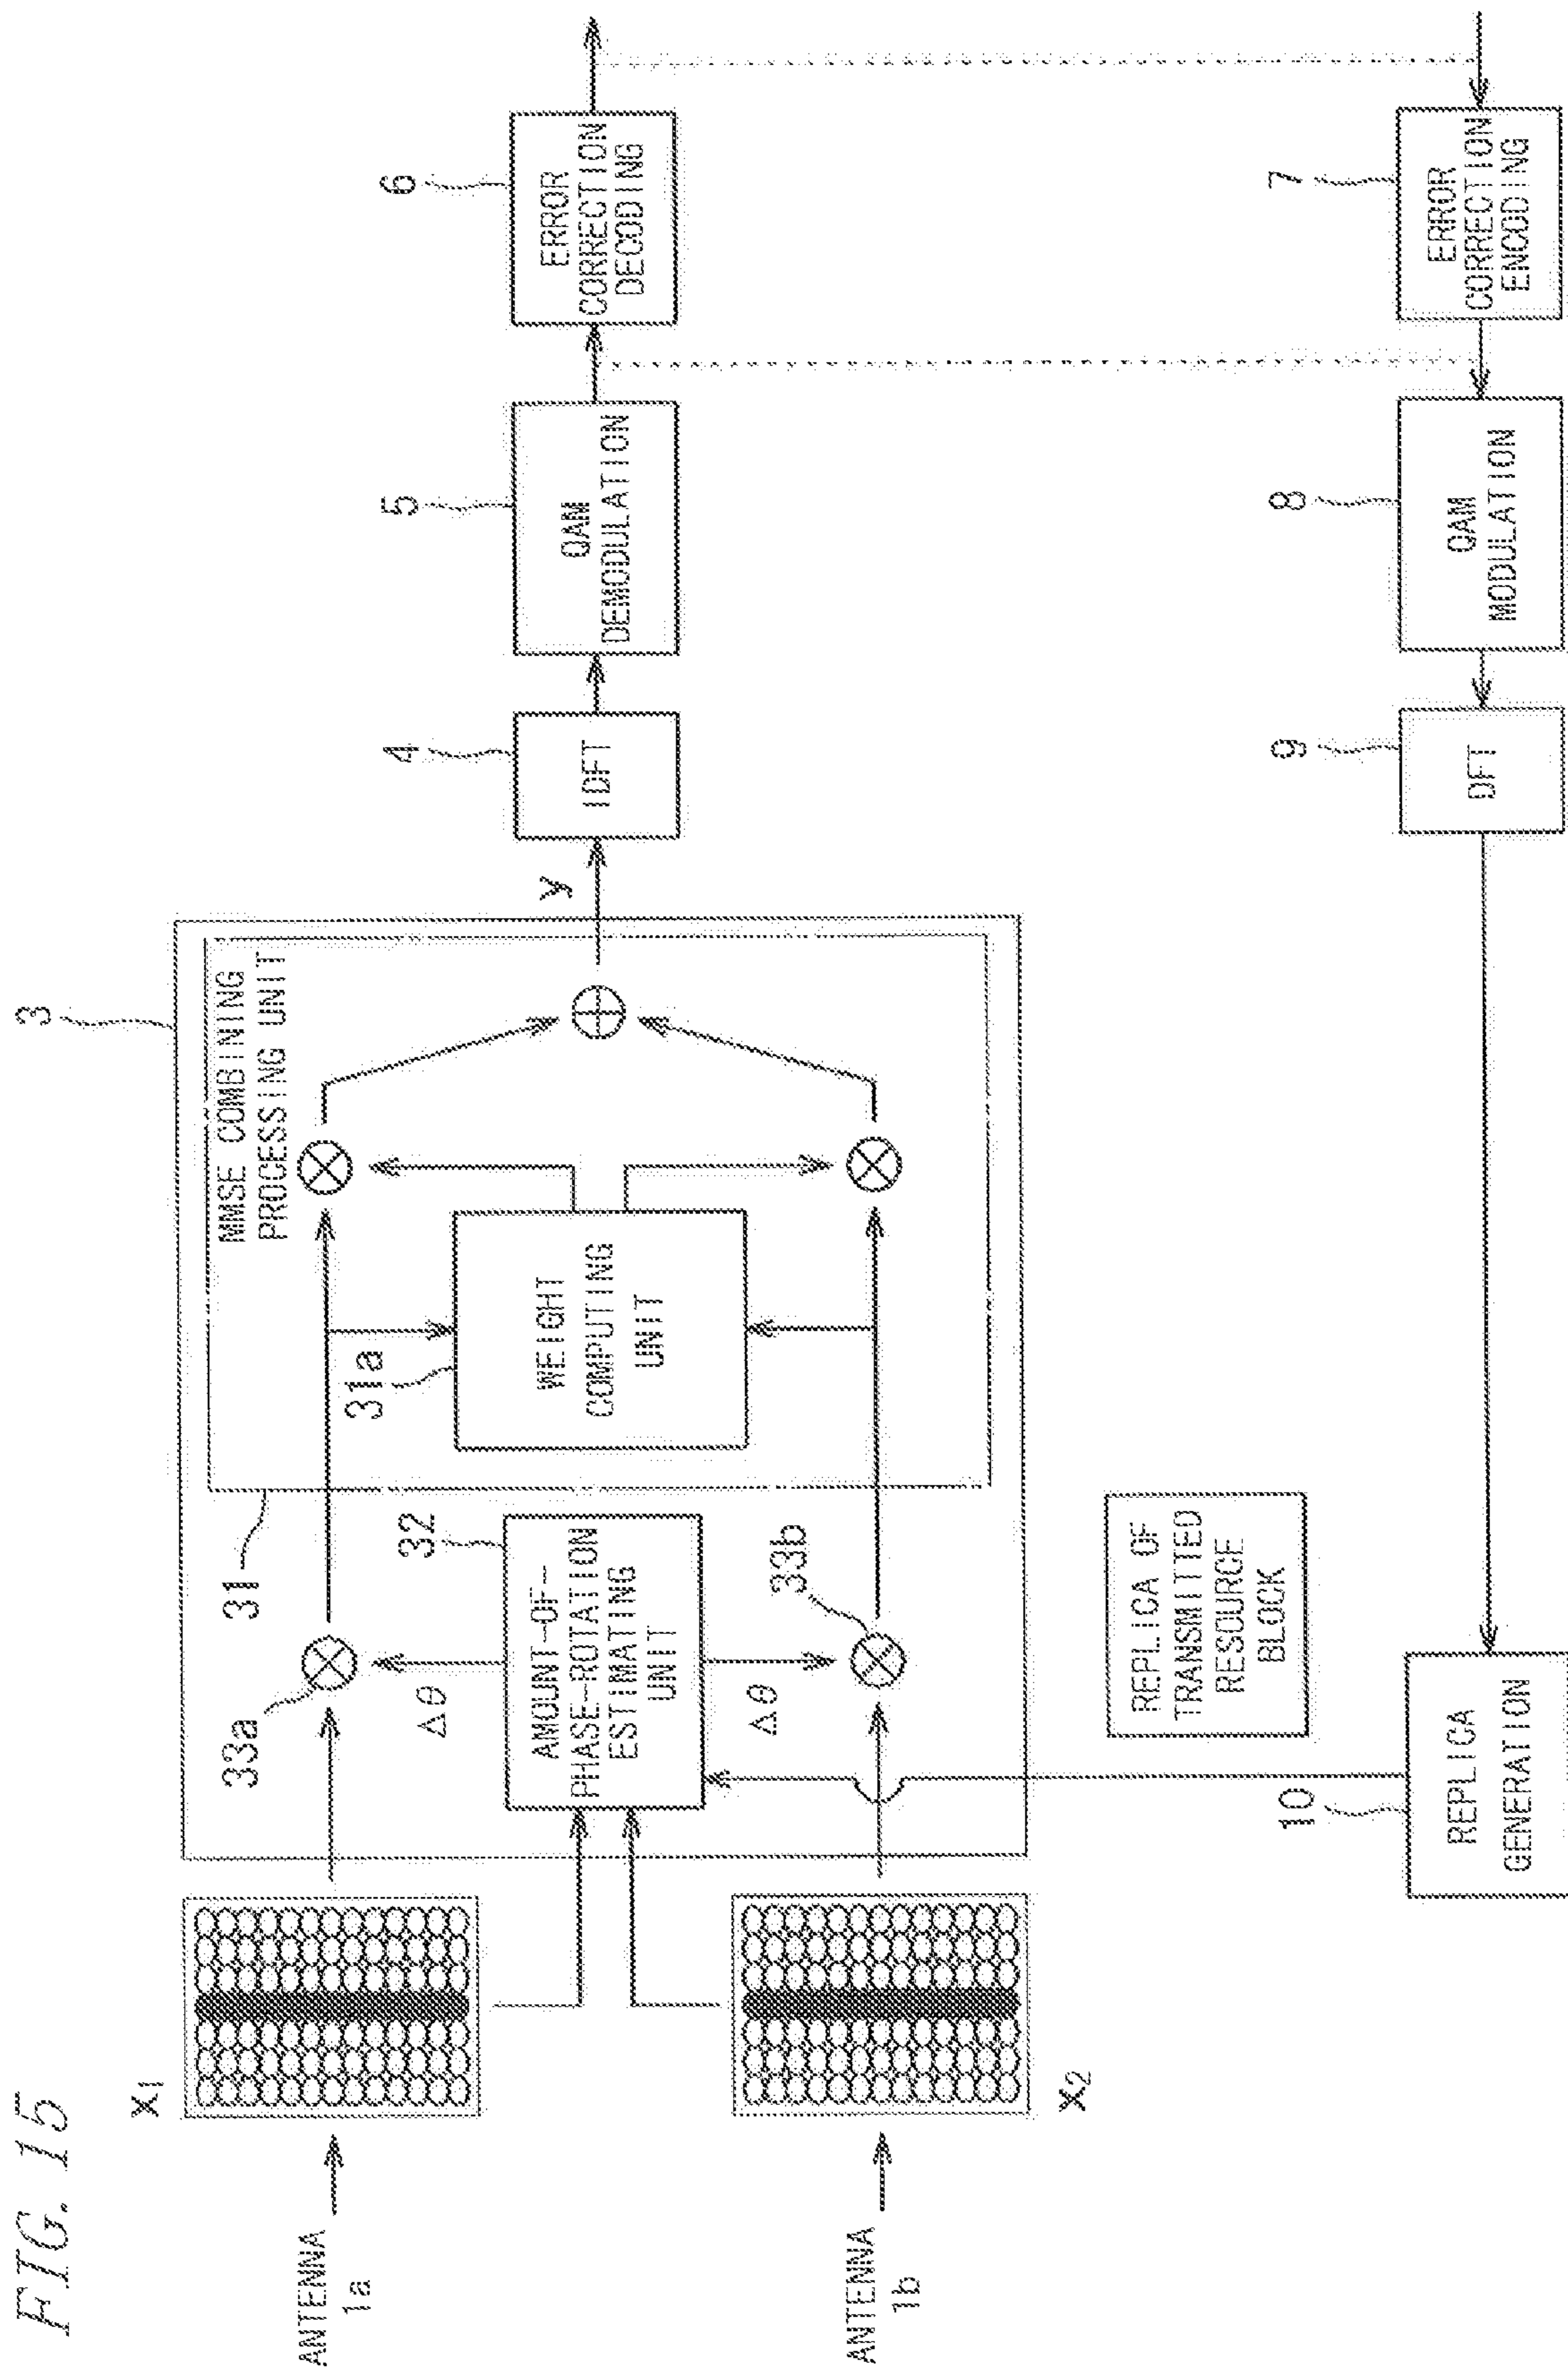 FIG. 15
3
MMSE COMBINING
PROCESSING UNIT
31
33a
x1
ANTENNA
1a
Δθ
32
AMOUNT-OF-
PHASE-ROTATION
ESTIMATING
UNIT
31a
WEIGHT
COMPUTING
UNIT
y
4
IDFT
5
QAM
DEMODULATION
6
ERROR
CORRECTION
DECODING
Δθ
33b
ANTENNA
1b
x2
REPLICA OF
TRANSMITTED
RESOURCE
BLOCK
10
REPLICA
GENERATION
9
DFT
8
QAM
MODULATION
7
ERROR
CORRECTION
ENCODING